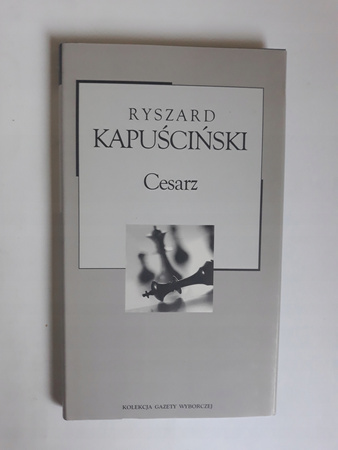 RYSZARD
KAPUŚCIŃSKI
Cesarz
KOLEKCJA GAZETY WYBORCZEJ